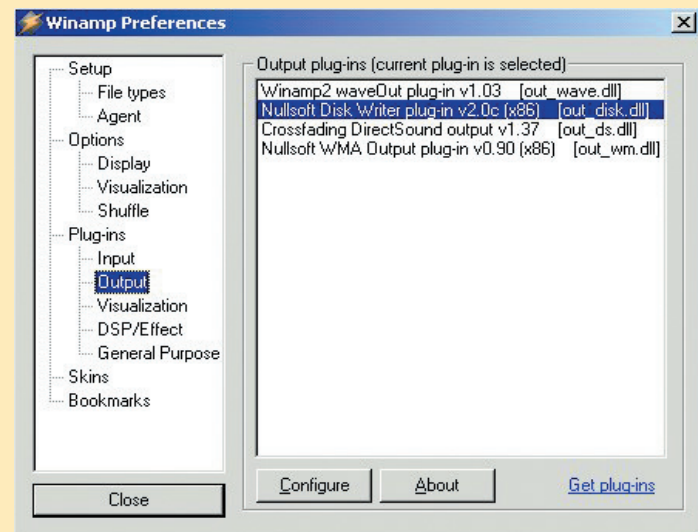 Winamp Preferences
Setup
File types
Agent
Options
Display
Visualization
Shuffle
Plug-ins
Input
Output
Visualization
DSP/Effect
General Purpose
Skins
Bookmarks
Close
Output plug-ins (current plug-in is selected)
Winamp2 waveOut plug-in v1.03 [out_wave.dll]
Nullsoft Disk Writer plug-in v2.0c (x86) [out_disk.dll]
Crossfading DirectSound output v1.37 [out_ds.dll]
Nullsoft WMA Output plug-in v0.90 (x86) [out_wm.dll]
Configure
About
Get plug-ins